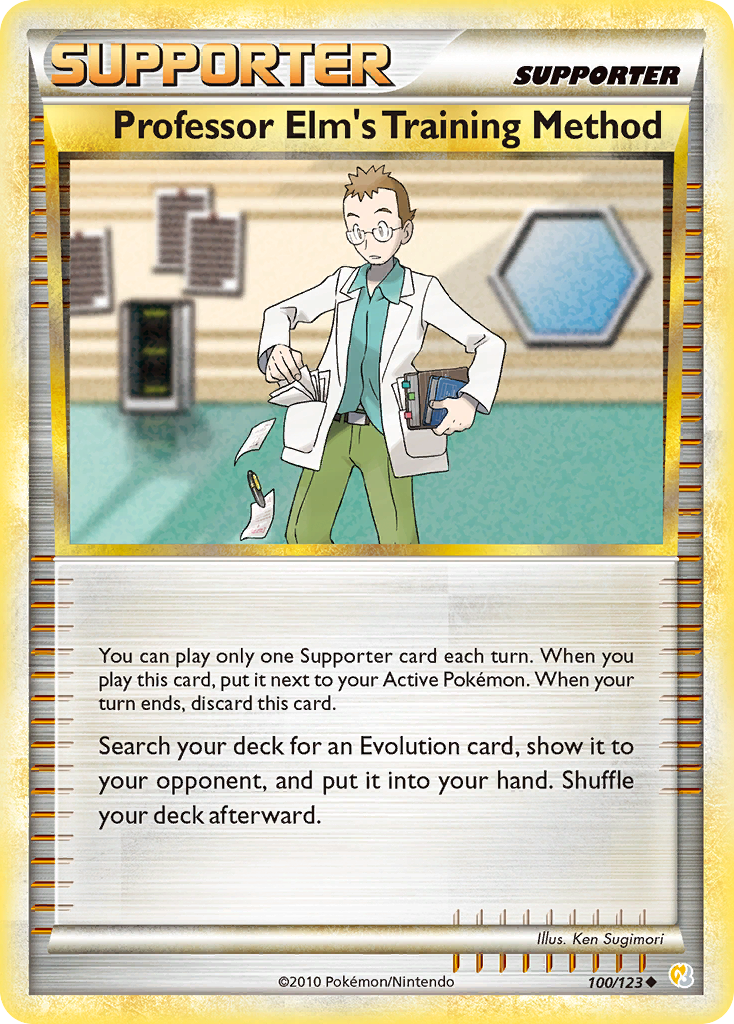 SUPPORTER
SUPPORTER
Professor Elm's Training Method
You can play only one Supporter card each turn. When you
play this card, put it next to your Active Pokémon. When your
turn ends, discard this card.
Search your deck for an Evolution card, show it to
your opponent, and put it into your hand. Shuffle
your deck afterward.
Illus. Ken Sugimori
©2010 Pokémon/Nintendo
100/123